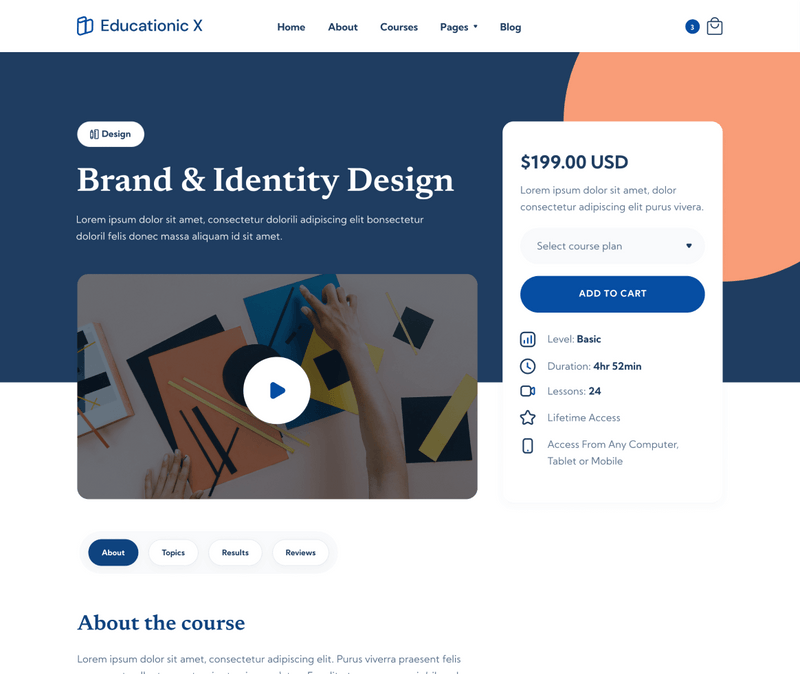 Educationic X
Home About Courses Pages Blog
3
Design
Brand & Identity Design
Lorem ipsum dolor sit amet, consectetur dolorili adipiscing elit bonsectetur
doloril felis donec massa aliquam id sit amet.
$199.00 USD
Lorem ipsum dolor sit amet, dolor
consectetur adipiscing elit purus vivera.
Select course plan
ADD TO CART
Level: Basic
Duration: 4hr 52min
Lessons: 24
Lifetime Access
Access From Any Computer,
Tablet or Mobile
About Topics Results Reviews
About the course
Lorem ipsum dolor sit amet, consectetur adipiscing elit. Purus viverra praesent felis